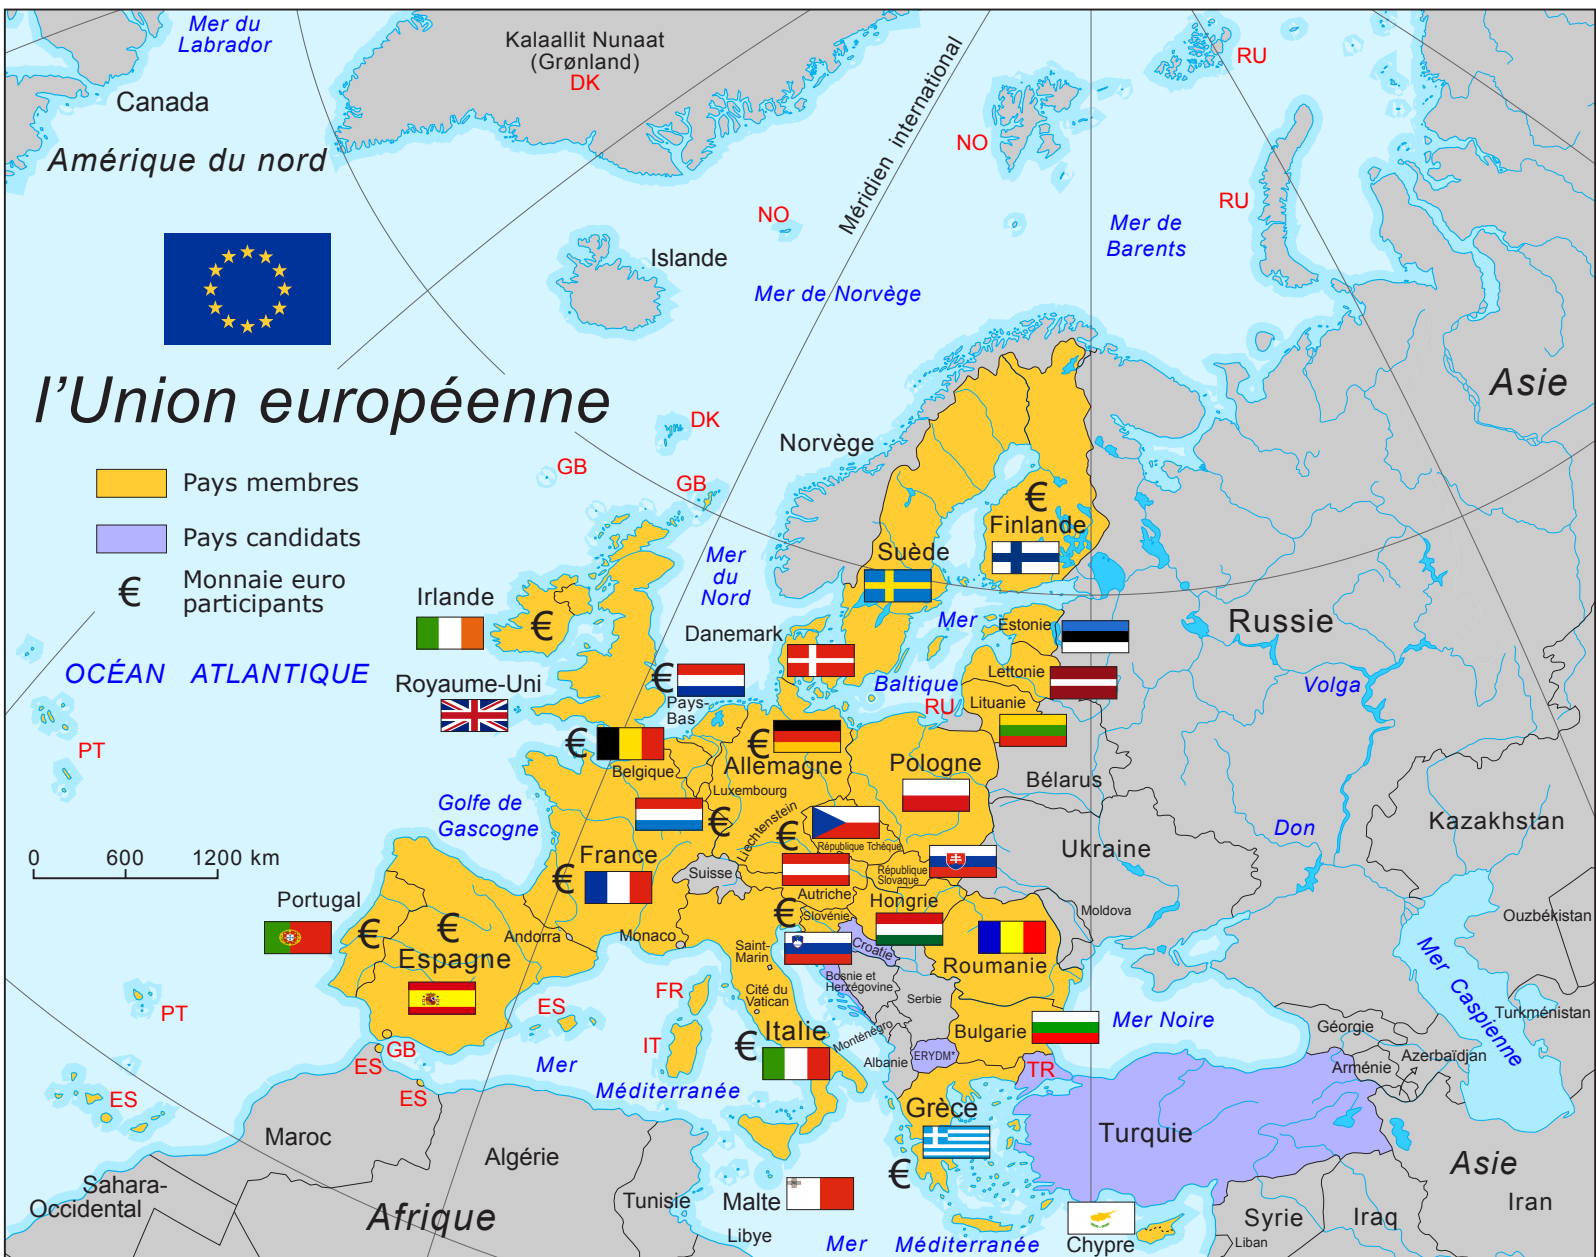 Mer du
Labrador
Kalaallit Nunaat
(Grønland)
DK
Canada
Amérique du nord
Méridien international
RU
NO
RU
NO
Mer de
Barents
Islande
Mer de Norvège
l'Union européenne
Asie
DK
Norvège
GB
GB
Pays membres
Pays candidats
€
Monnaie euro
participants
€
Finlande
Suède
Mer
du
Nord
Irlande
€
Danemark
Mer
Estonie
Russie
OCÉAN ATLANTIQUE
Royaume-Uni
€
Pays-
Bas
Baltique
RU
Lettonie
Lituanie
Volga
PT
€
Belgique
€
Allemagne
Pologne
Bélarus
Luxembourg
€
Liechtenstein
Golfe de
Gascogne
€
République Tchèque
Ukraine
Don
Kazakhstan
0 600 1200 km
France
€
Suisse
République
Slovaque
Autriche
Hongrie
Portugal
€
€
Espagne
Andorra
Monaco
€
Slovénie
Moldova
Ouzbékistan
Saint-
Marin
Croatie
Roumanie
Cité du
Vatican
Bosnie et
Herzégovine
Serbie
Mer Caspienne
PT
ES
FR
IT
€
Italie
Monténégro
Bulgarie
Mer Noire
Turkménistan
Géorgie
Azerbaïdjan
Arménie
Albanie
ERYDM*
TR
GB
ES
ES
ES
Mer
Méditerranée
Grèce
€
Turquie
Maroc
Algérie
Tunisie
Asie
Iran
Sahara-
Occidental
Afrique
Malte
Libye
Mer Méditerranée
Chypre
Syrie
Liban
Iraq